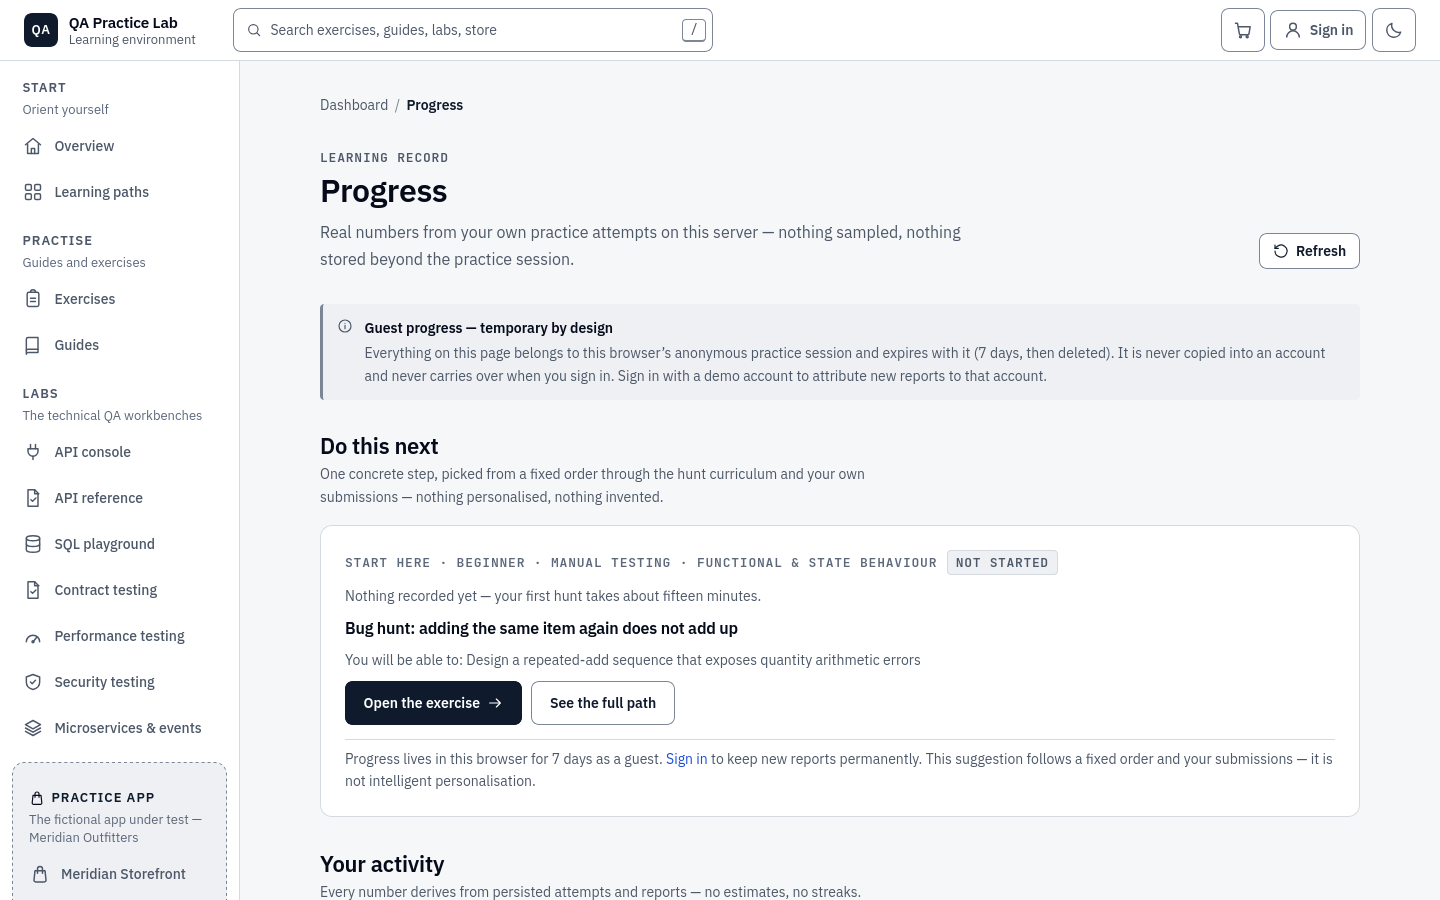 QA
QA Practice Lab
Learning environment
Search exercises, guides, labs, store
/
Sign in
START
Orient yourself
Overview
Learning paths
PRACTISE
Guides and exercises
Exercises
Guides
LABS
The technical QA workbenches
API console
API reference
SQL playground
Contract testing
Performance testing
Security testing
Microservices & events
PRACTICE APP
The fictional app under test —
Meridian Outfitters
Meridian Storefront
Dashboard / Progress
LEARNING RECORD
Progress
Real numbers from your own practice attempts on this server — nothing sampled, nothing
stored beyond the practice session.
Refresh
Guest progress — temporary by design
Everything on this page belongs to this browser’s anonymous practice session and expires with it (7 days, then deleted). It is never copied into an account
and never carries over when you sign in. Sign in with a demo account to attribute new reports to that account.
Do this next
One concrete step, picked from a fixed order through the hunt curriculum and your own
submissions — nothing personalised, nothing invented.
START HERE · BEGINNER · MANUAL TESTING · FUNCTIONAL & STATE BEHAVIOUR NOT STARTED
Nothing recorded yet — your first hunt takes about fifteen minutes.
Bug hunt: adding the same item again does not add up
You will be able to: Design a repeated-add sequence that exposes quantity arithmetic errors
Open the exercise →
See the full path
Progress lives in this browser for 7 days as a guest. Sign in to keep new reports permanently. This suggestion follows a fixed order and your submissions — it is
not intelligent personalisation.
Your activity
Every number derives from persisted attempts and reports — no estimates, no streaks.